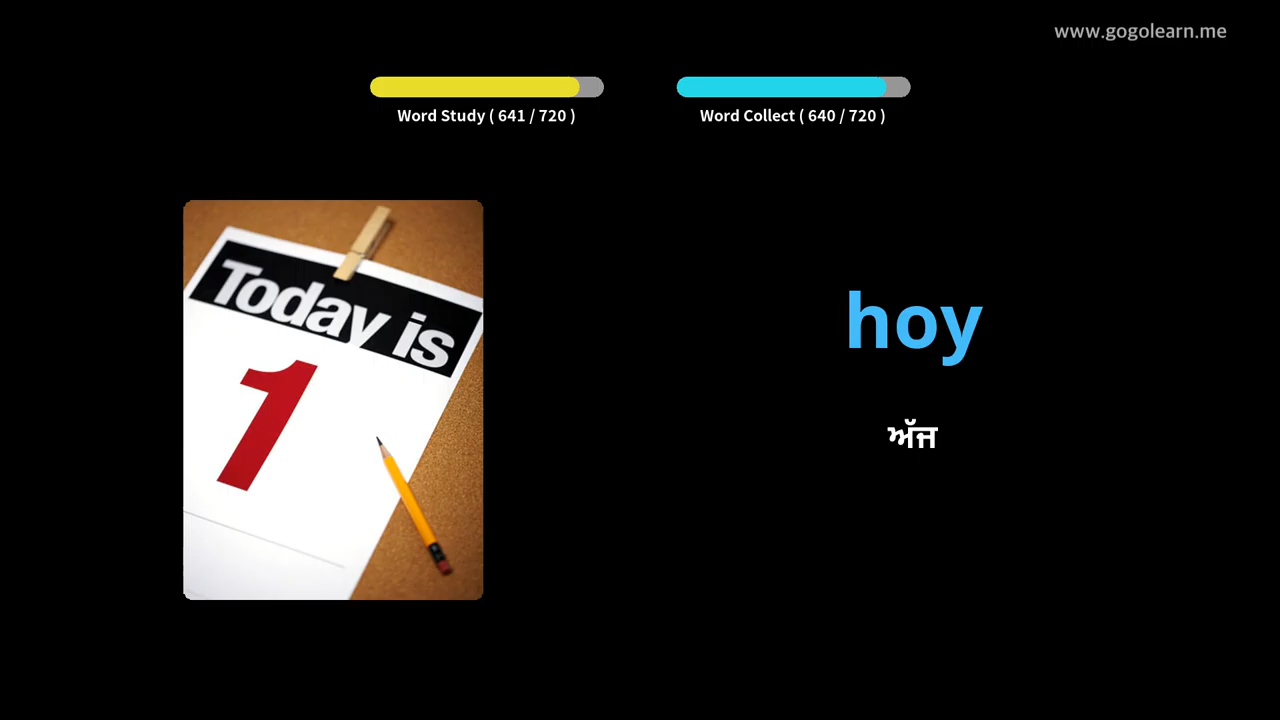 www.gogolearn.me
Word Study ( 641 / 720 )
Word Collect ( 640 / 720 )
Today is
1
hoy
ਅੱਜ